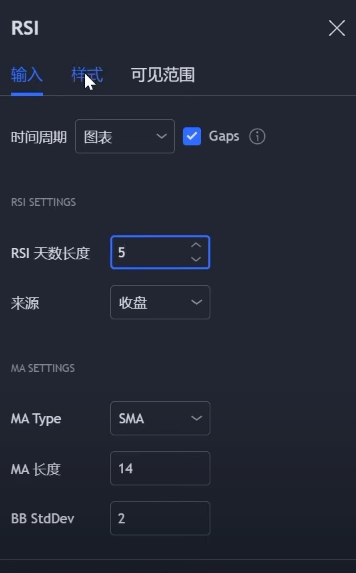 RSI
输入 样式 可见范围
时间周期 图表 Gaps
RSI SETTINGS
RSI 天数长度 5
来源 收盘
MA SETTINGS
MA Type SMA
MA 长度 14
BB StdDev 2